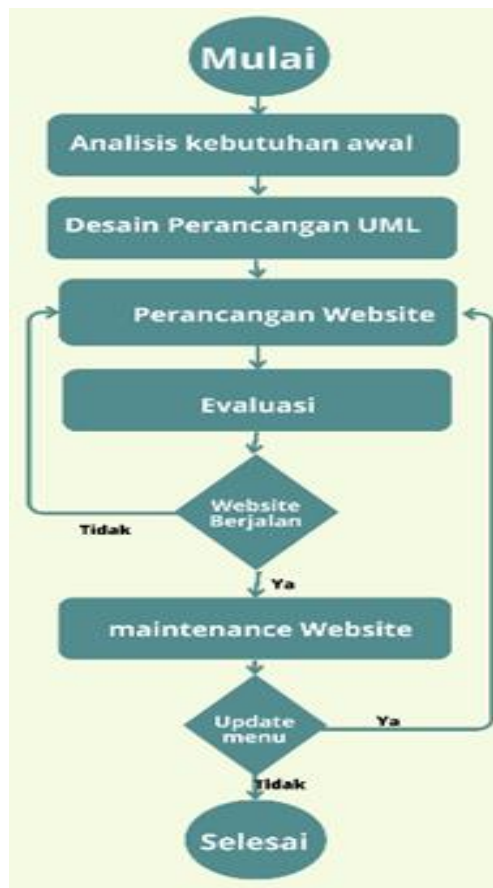 Mulai
Analisis kebutuhan awal
Desain Perancangan UML
Perancangan Website
Evaluasi
Website
Berjalan
Tidak
Ya
maintenance Website
Update
menu
Ya
Tidak
Selesai